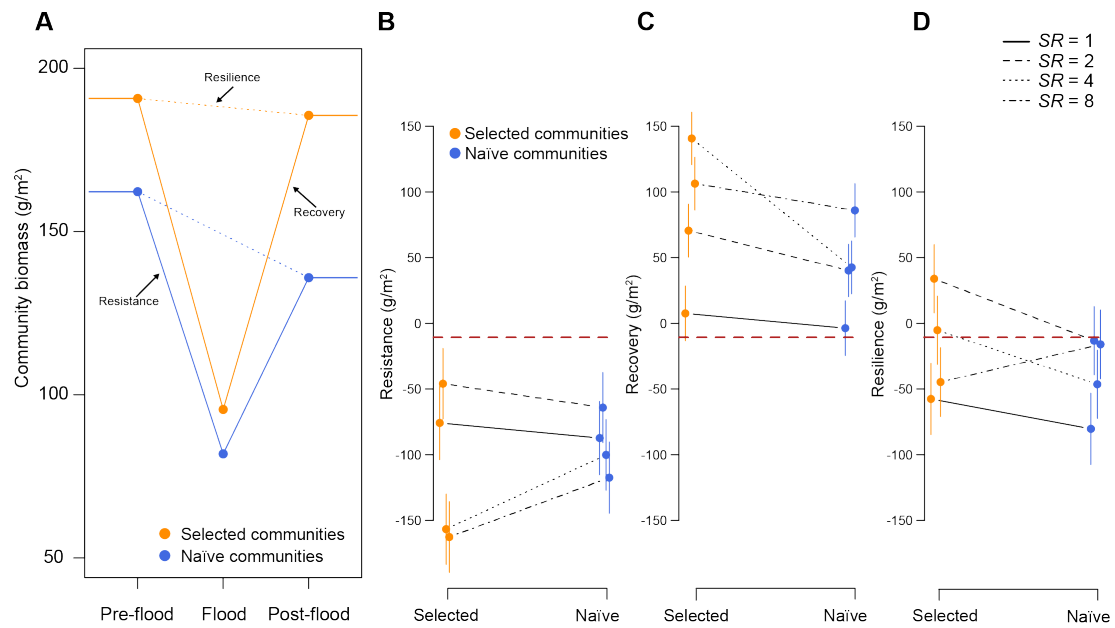 A
B
C
D
SR = 1
SR = 2
SR = 4
SR = 8
Community biomass (g/m²)
200
150
100
50
Resilience
Recovery
Resistance
Selected communities
Naïve communities
Pre-flood
Flood
Post-flood
Resistance (g/m²)
150
100
50
0
-50
-100
-150
Selected communities
Naïve communities
Selected
Naïve
Recovery (g/m²)
150
100
50
0
-50
-100
-150
Selected
Naïve
Resilience (g/m²)
150
100
50
0
-50
-100
-150
Selected
Naïve